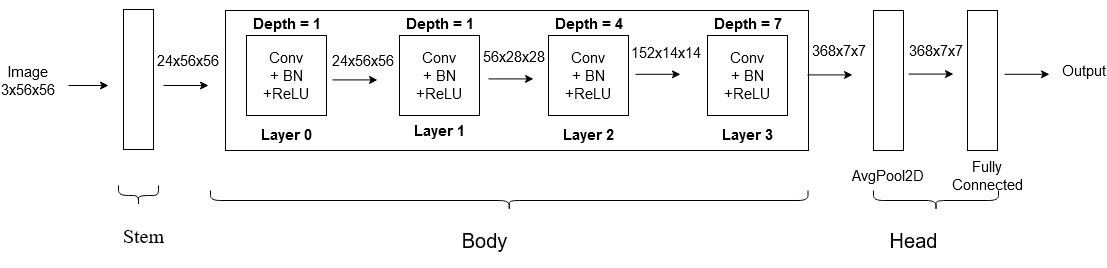 Depth = 1
Depth = 1
Depth = 4
Depth = 7
Image
3x56x56
24x56x56
Conv
+ BN
+ReLU
24x56x56
Conv
+ BN
+ReLU
56x28x28
Conv
+ BN
+ReLU
152x14x14
Conv
+ BN
+ReLU
368x7x7
368x7x7
Output
Layer 0
Layer 1
Layer 2
Layer 3
AvgPool2D
Fully
Connected
Stem
Body
Head